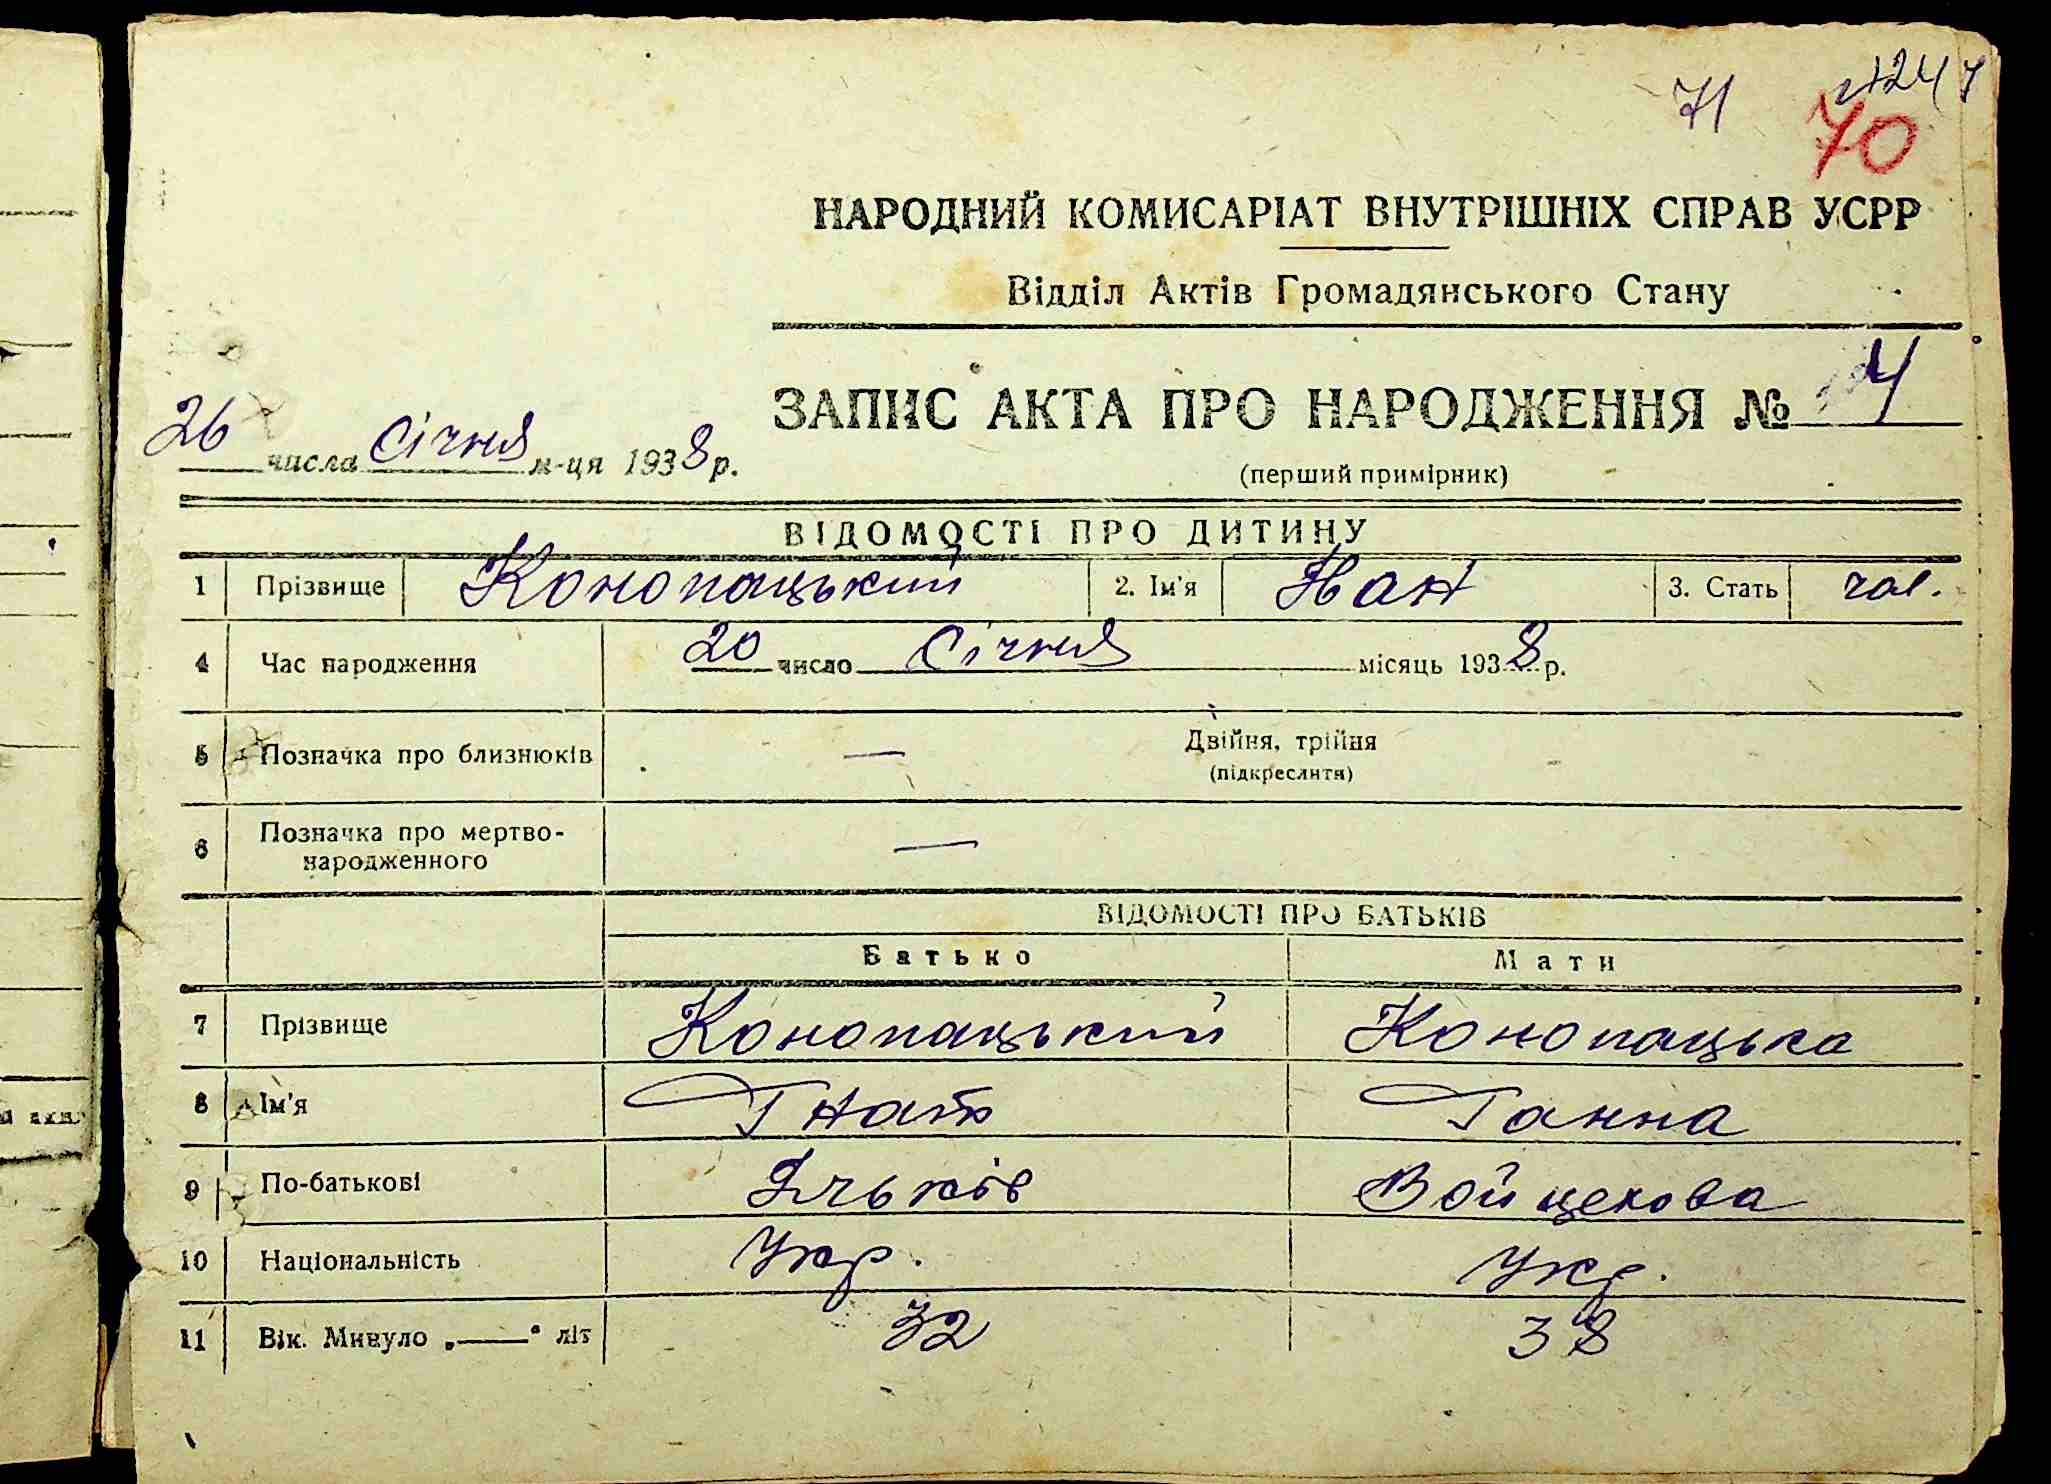 71 
70
НАРОДНИЙ КОМИСАРІАТ ВНУТРІШНІХ СПРАВ УСРР
Відділ Актів Громадянського Стану
ЗАПИС АКТА ПРО НАРОДЖЕННЯ №
26 числа Січня м-ця 1938 р.
(перший примірник)
ВІДОМОСТІ ПРО ДИТИНУ
1 Прізвище Конопацький 2. Ім'я Іван 3. Стать чол.
4 Час народження 20 число Січня місяць 1938 р.
5 Позначка про близнюків — Двійня, трійня
(підкреслити)
6 Позначка про мертво-
народженного —
ВІДОМОСТІ ПРО БАТЬКІВ
Батько Мати
7 Прізвище Конопацький Конопацька
8 Ім'я Гнат Ганна
9 По-батькові Войцехова
10 Національність Укр. Укр.
11 Вік. Минуло „—“ літ 32 38